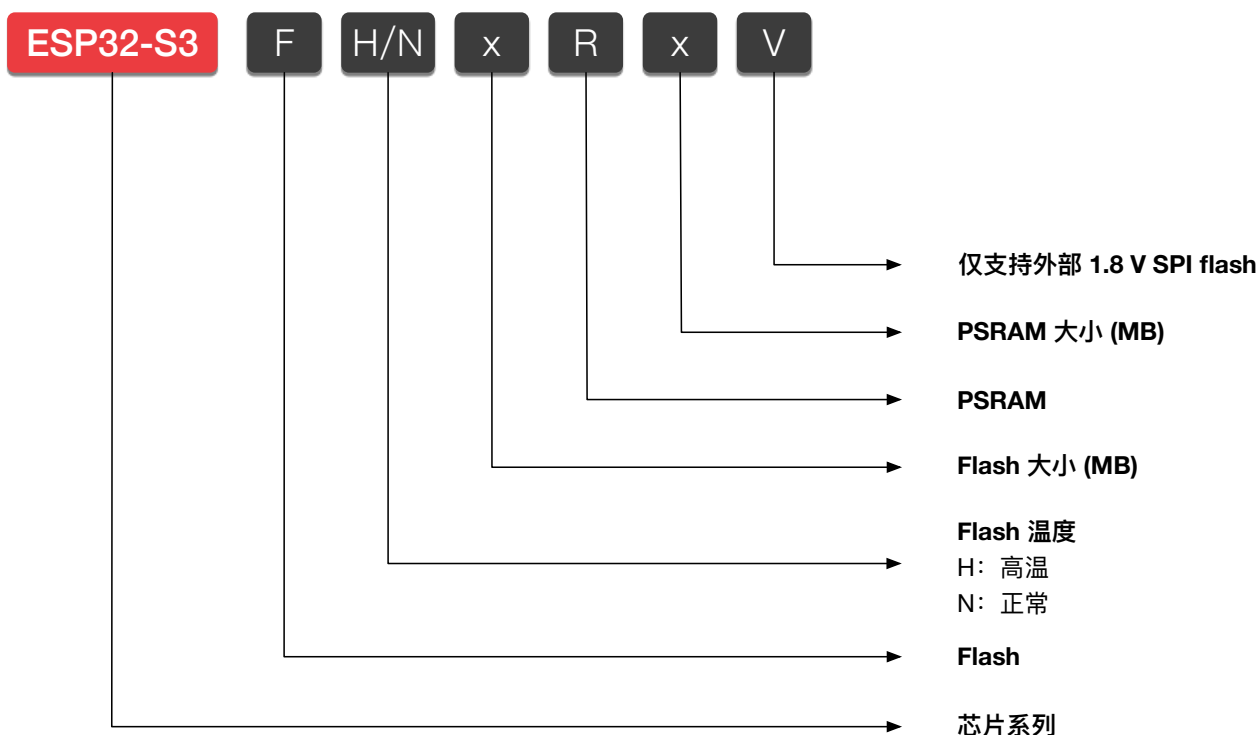 ESP32-S3 F H/N x R x V
仅支持外部 1.8 V SPI flash
PSRAM 大小 (MB)
PSRAM
Flash 大小 (MB)
Flash 温度
H：高温
N：正常
Flash
芯片系列